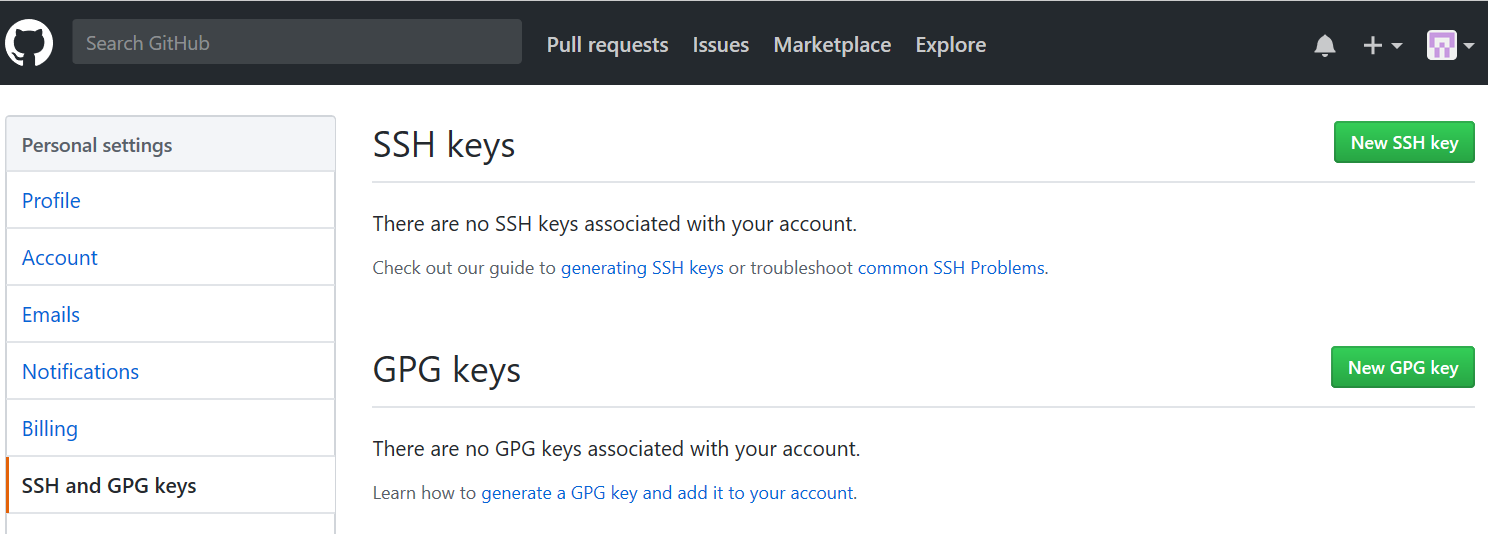 Search GitHub Pull requests Issues Marketplace Explore
Personal settings
Profile
Account
Emails
Notifications
Billing
SSH and GPG keys
SSH keys
New SSH key
There are no SSH keys associated with your account.
Check out our guide to generating SSH keys or troubleshoot common SSH Problems.
GPG keys
New GPG key
There are no GPG keys associated with your account.
Learn how to generate a GPG key and add it to your account.